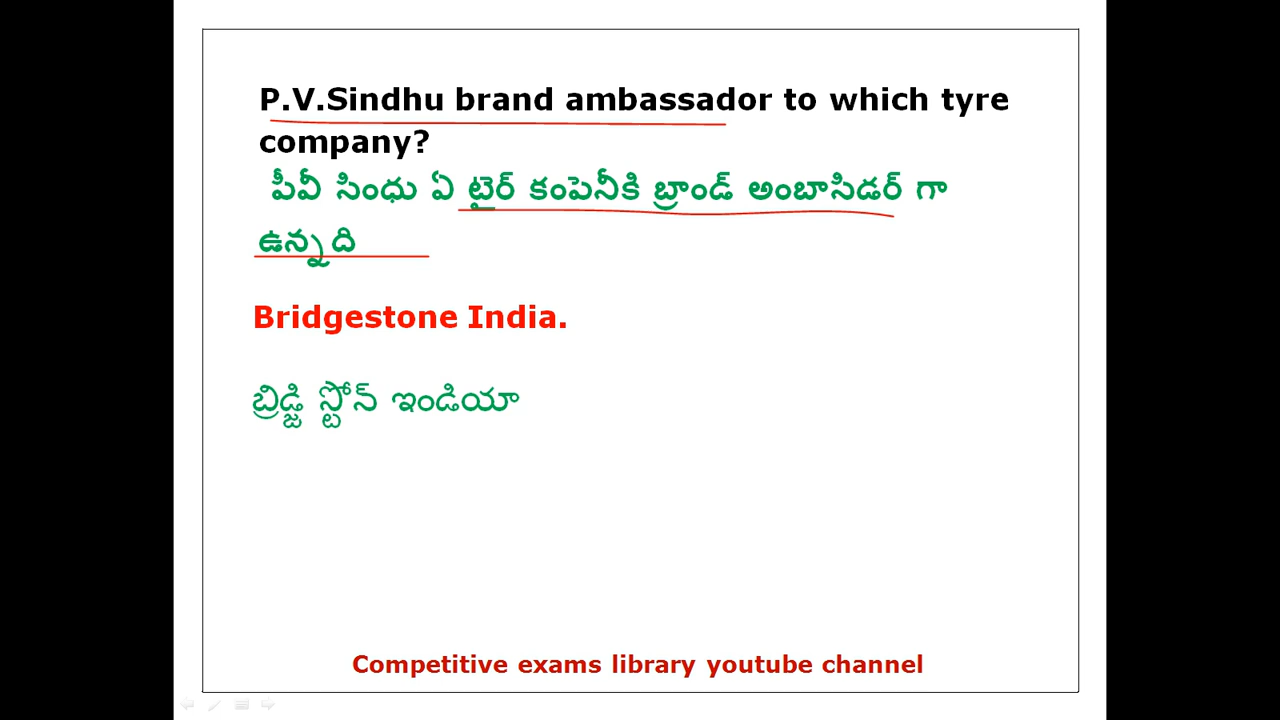 P.V.Sindhu brand ambassador to which tyre
company?
పీవీ సింధు ఏ టైర్ కంపెనీకి బ్రాండ్ అంబాసిడర్ గా
ఉన్నది
Bridgestone India.
బ్రిడ్జి స్టోన్ ఇండియా
Competitive exams library youtube channel